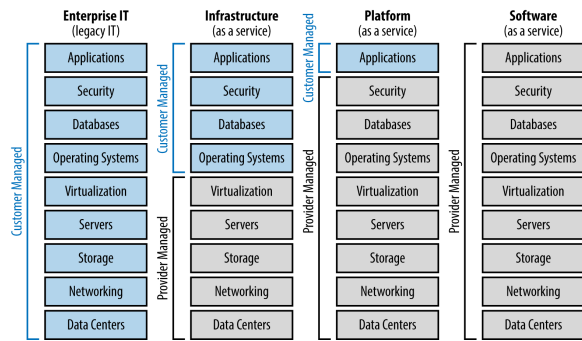 Enterprise IT
(legacy IT)
Customer Managed
Applications
Security
Databases
Operating Systems
Virtualization
Servers
Storage
Networking
Data Centers
Infrastructure
(as a service)
Customer Managed
Provider Managed
Applications
Security
Databases
Operating Systems
Virtualization
Servers
Storage
Networking
Data Centers
Platform
(as a service)
Customer Managed
Provider Managed
Applications
Security
Databases
Operating Systems
Virtualization
Servers
Storage
Networking
Data Centers
Software
(as a service)
Provider Managed
Applications
Security
Databases
Operating Systems
Virtualization
Servers
Storage
Networking
Data Centers